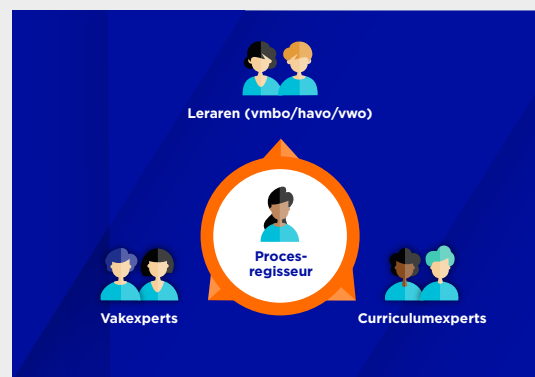 Leraren (vmbo/havo/vwo)
Proces-
regisseur
Vakexperts
Curriculumexperts